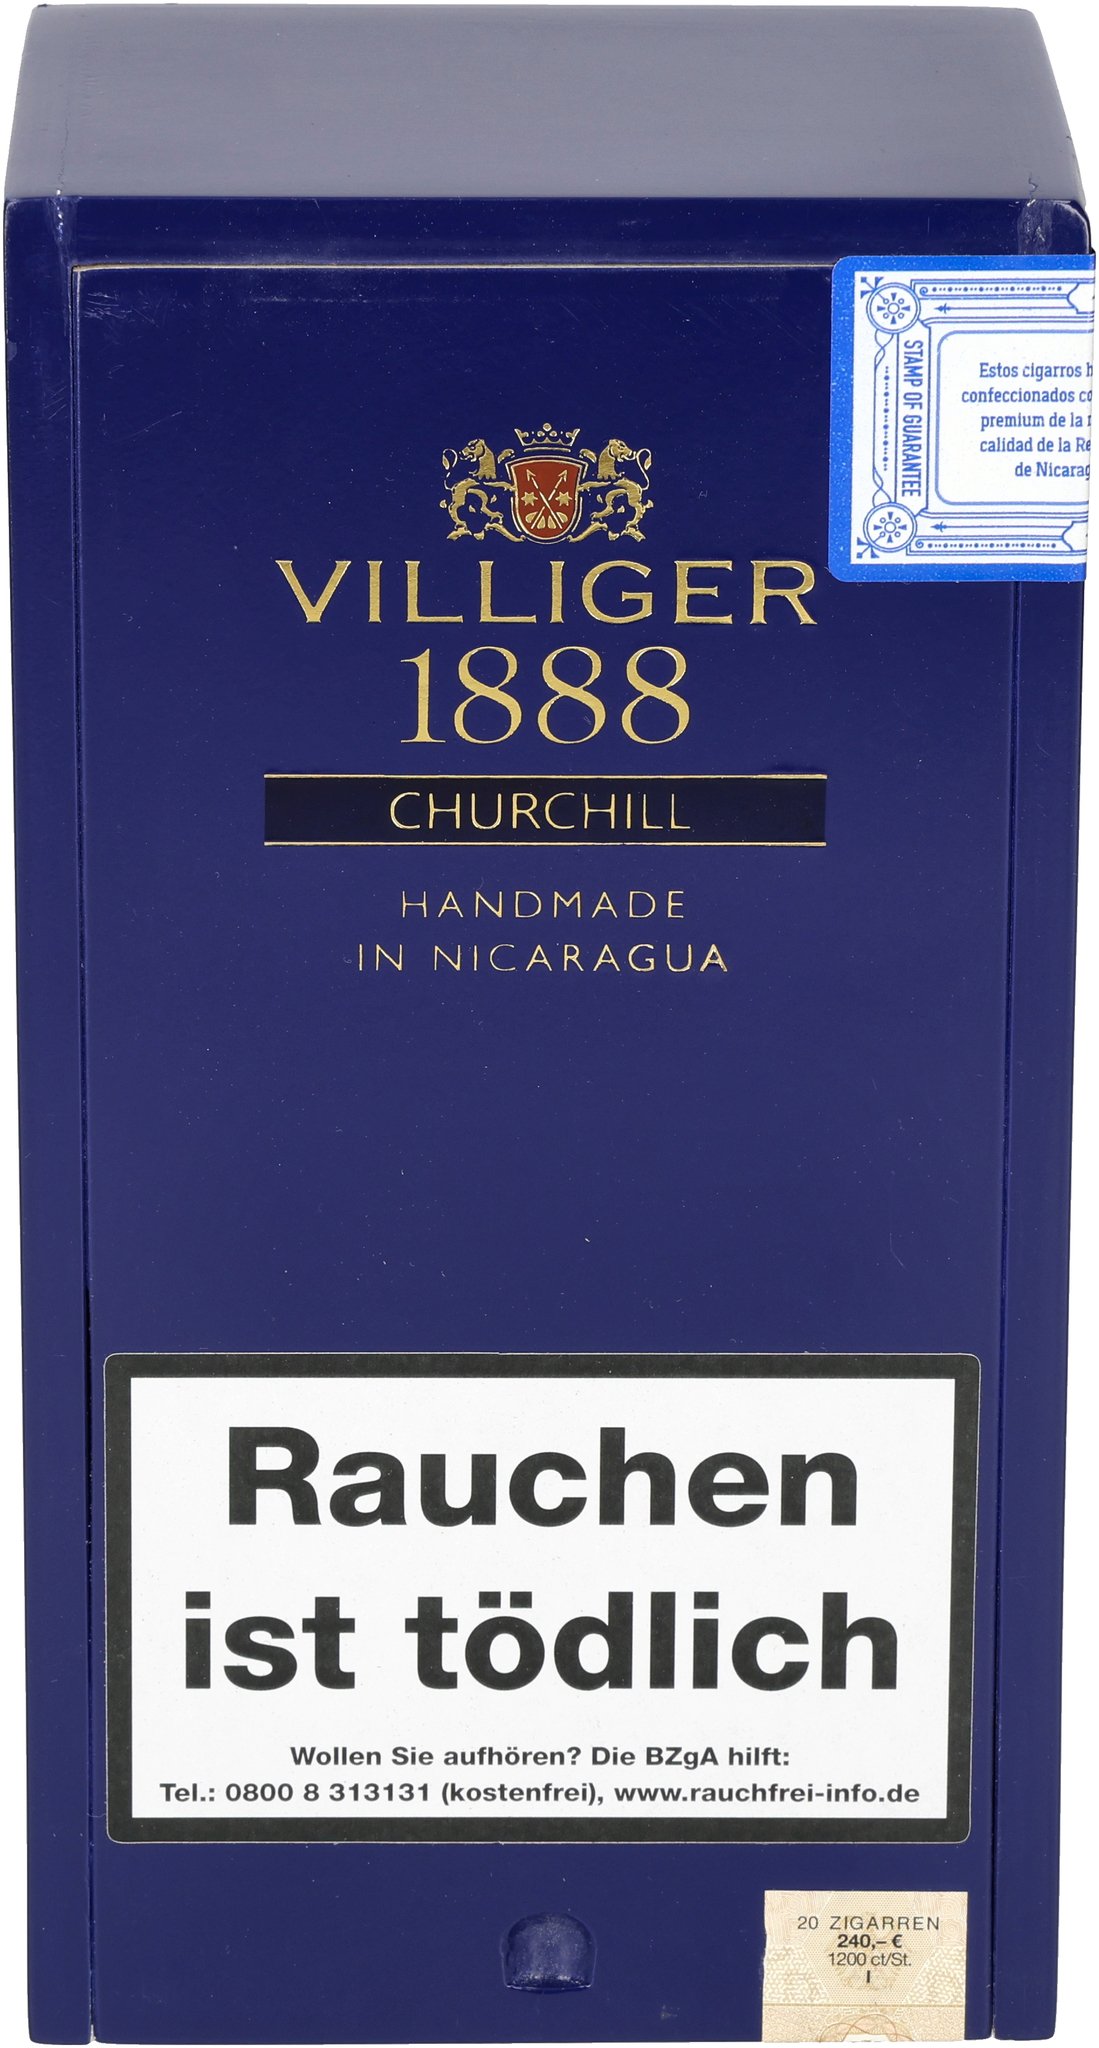 STAMP OF GUARANTEE
Estos cigarros
confeccionados
premium de la
calidad de la
de
VILLIGER
1888
CHURCHILL
HANDMADE
IN NICARAGUA
Rauchen
ist tödlich
Wollen Sie aufhören? Die BZgA hilft:
Tel.: 0800 8 313131 (kostenfrei), www.rauchfrei-info.de
20 ZIGARREN
240,– €
1200 ct/St.
I